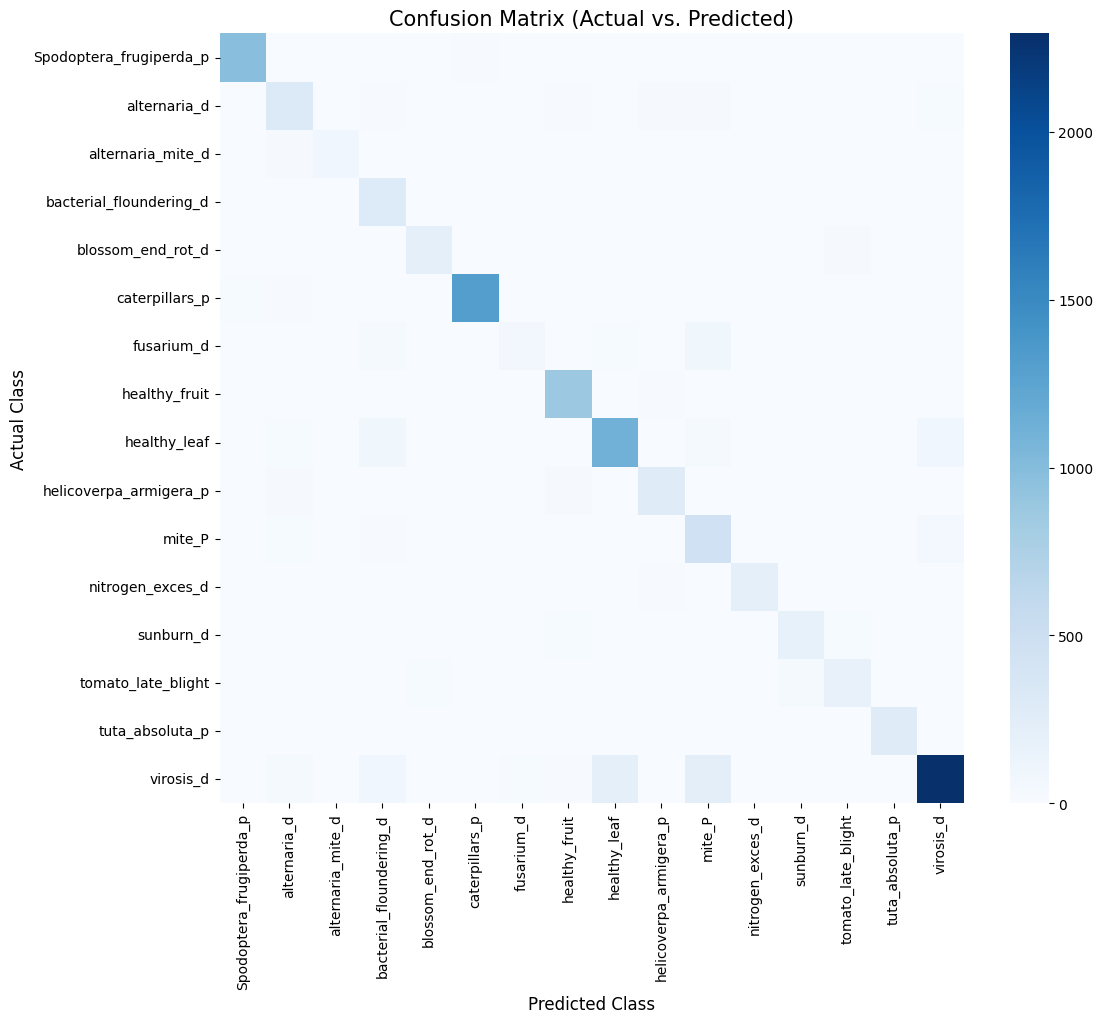 Confusion Matrix (Actual vs. Predicted)
Actual Class
Spodoptera_frugiperda_p
alternaria_d
alternaria_mite_d
bacterial_floundering_d
blossom_end_rot_d
caterpillars_p
fusarium_d
healthy_fruit
healthy_leaf
helicoverpa_armigera_p
mite_P
nitrogen_exces_d
sunburn_d
tomato_late_blight
tuta_absoluta_p
virosis_d
Spodoptera_frugiperda_p
alternaria_d
alternaria_mite_d
bacterial_floundering_d
blossom_end_rot_d
caterpillars_p
fusarium_d
healthy_fruit
healthy_leaf
helicoverpa_armigera_p
mite_P
nitrogen_exces_d
sunburn_d
tomato_late_blight
tuta_absoluta_p
virosis_d
Predicted Class
2000
1500
1000
500
0